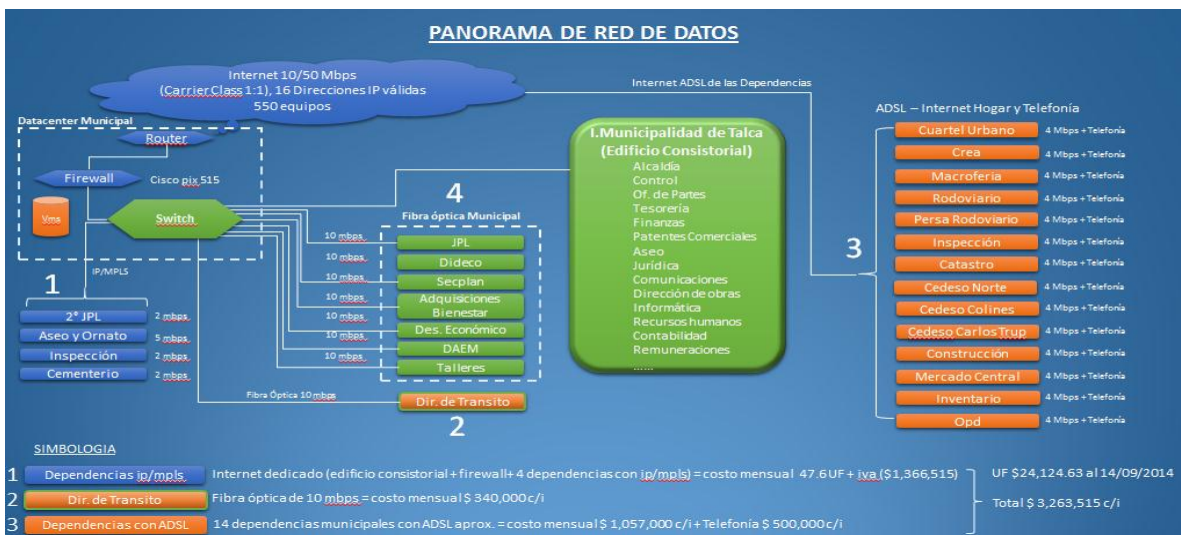 PANORAMA DE RED DE DATOS
Internet 10/50 Mbps
(Carrier Class 1:1), 16 Direcciones IP válidas
550 equipos
Internet ADSL de las Dependencias
Datacenter Municipal
Router
Firewall
Cisco pix 515
Vms
Switch
IP/MPLS
1
2° JPL
2 mbps.
Aseo y Ornato
5 mbps.
Inspección
2 mbps.
Cementerio
2 mbps.
4
Fibra óptica Municipal
10 mbps.
JPL
10 mbps.
Dideco
10 mbps.
Secplan
10 mbps.
Adquisiciones
Bienestar
10 mbps.
Des. Económico
10 mbps.
DAEM
10 mbps.
Talleres
Fibra Óptica 10 mbps
Dir. de Transito
2
I.Municipalidad de Talca
(Edificio Consistorial)
Alcaldía
Control
Of. de Partes
Tesorería
Finanzas
Patentes Comerciales
Aseo
Jurídica
Comunicaciones
Dirección de obras
Informática
Recursos humanos
Contabilidad
Remuneraciones
......
3
ADSL – Internet Hogar y Telefonía
Cuartel Urbano
4 Mbps + Telefonía
Crea
4 Mbps + Telefonía
Macroferia
4 Mbps + Telefonía
Rodoviario
4 Mbps + Telefonía
Persa Rodoviario
4 Mbps + Telefonía
Inspección
4 Mbps + Telefonía
Catastro
4 Mbps + Telefonía
Cedeso Norte
4 Mbps + Telefonía
Cedeso Colines
4 Mbps + Telefonía
Cedeso Carlos Trup
4 Mbps + Telefonía
Construcción
4 Mbps + Telefonía
Mercado Central
4 Mbps + Telefonía
Inventario
4 Mbps + Telefonía
Opd
4 Mbps + Telefonía
SIMBOLOGIA
1
Dependencias ip/mpls
Internet dedicado (edificio consistorial + firewall+ 4 dependencias con ip/mpls) = costo mensual 47.6 UF + iva ($1,366,515)
2
Dir. de Transito
Fibra óptica de 10 mbps = costo mensual $ 340,000 c/i
3
Dependencias con ADSL
14 dependencias municipales con ADSL aprox. = costo mensual $ 1,057,000 c/i + Telefonía $ 500,000 c/i
UF $24,124.63 al 14/09/2014
Total $ 3,263,515 c/i